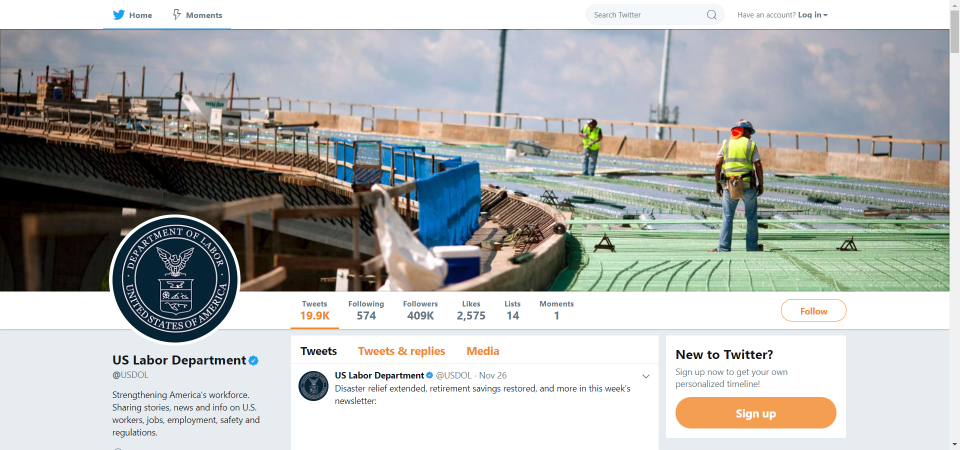 Home
Moments
Search Twitter
Have an account? Log in
DEPARTMENT OF LABOR
UNITED STATES OF AMERICA
Tweets
19.9K
Following
574
Followers
409K
Likes
2,575
Lists
14
Moments
1
Follow
US Labor Department
@USDOL
Strengthening America's workforce.
Sharing stories, news and info on U.S.
workers, jobs, employment, safety and
regulations.
Tweets
Tweets & replies
Media
US Labor Department @USDOL · Nov 26
Disaster relief extended, retirement savings restored, and more in this week's
newsletter:
New to Twitter?
Sign up now to get your own
personalized timeline!
Sign up